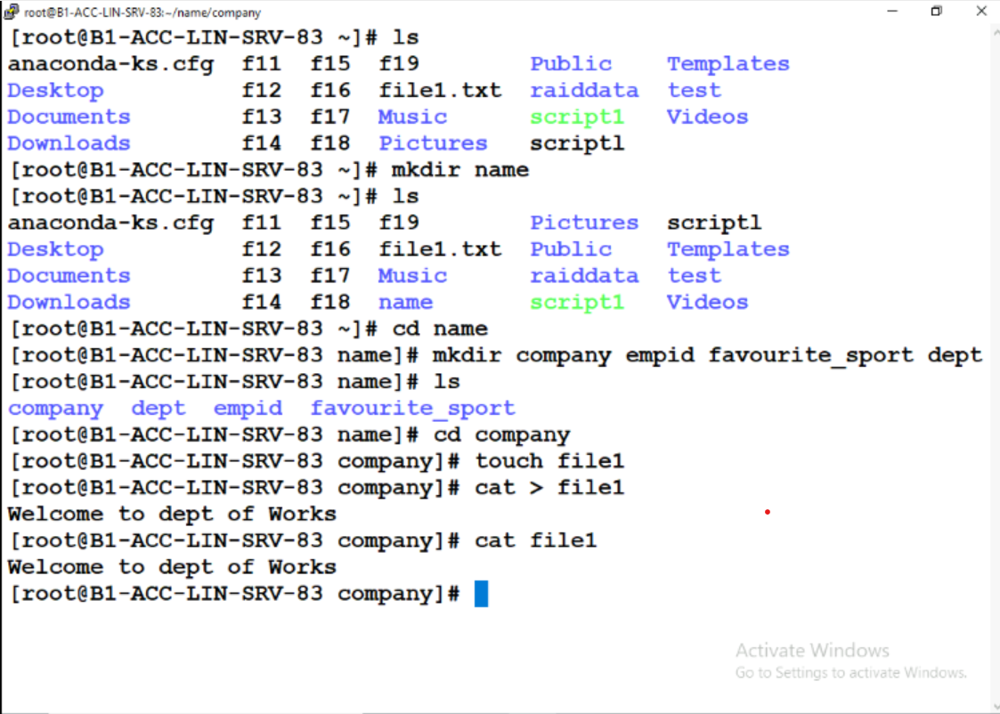 root@B1-ACC-LIN-SRV-83:~/name/company
[root@B1-ACC-LIN-SRV-83 ~]# ls
anaconda-ks.cfg  f11  f15  f19        Public    Templates
Desktop          f12  f16  file1.txt  raiddata  test
Documents        f13  f17  Music      script1   Videos
Downloads        f14  f18  Pictures   scriptl
[root@B1-ACC-LIN-SRV-83 ~]# mkdir name
[root@B1-ACC-LIN-SRV-83 ~]# ls
anaconda-ks.cfg  f11  f15  f19        Pictures  scriptl
Desktop          f12  f16  file1.txt  Public    Templates
Documents        f13  f17  Music      raiddata  test
Downloads        f14  f18  name       script1   Videos
[root@B1-ACC-LIN-SRV-83 ~]# cd name
[root@B1-ACC-LIN-SRV-83 name]# mkdir company empid favourite_sport dept
[root@B1-ACC-LIN-SRV-83 name]# ls
company  dept  empid  favourite_sport
[root@B1-ACC-LIN-SRV-83 name]# cd company
[root@B1-ACC-LIN-SRV-83 company]# touch file1
[root@B1-ACC-LIN-SRV-83 company]# cat > file1
Welcome to dept of Works
[root@B1-ACC-LIN-SRV-83 company]# cat file1
Welcome to dept of Works
[root@B1-ACC-LIN-SRV-83 company]#
Activate Windows
Go to Settings to activate Windows.